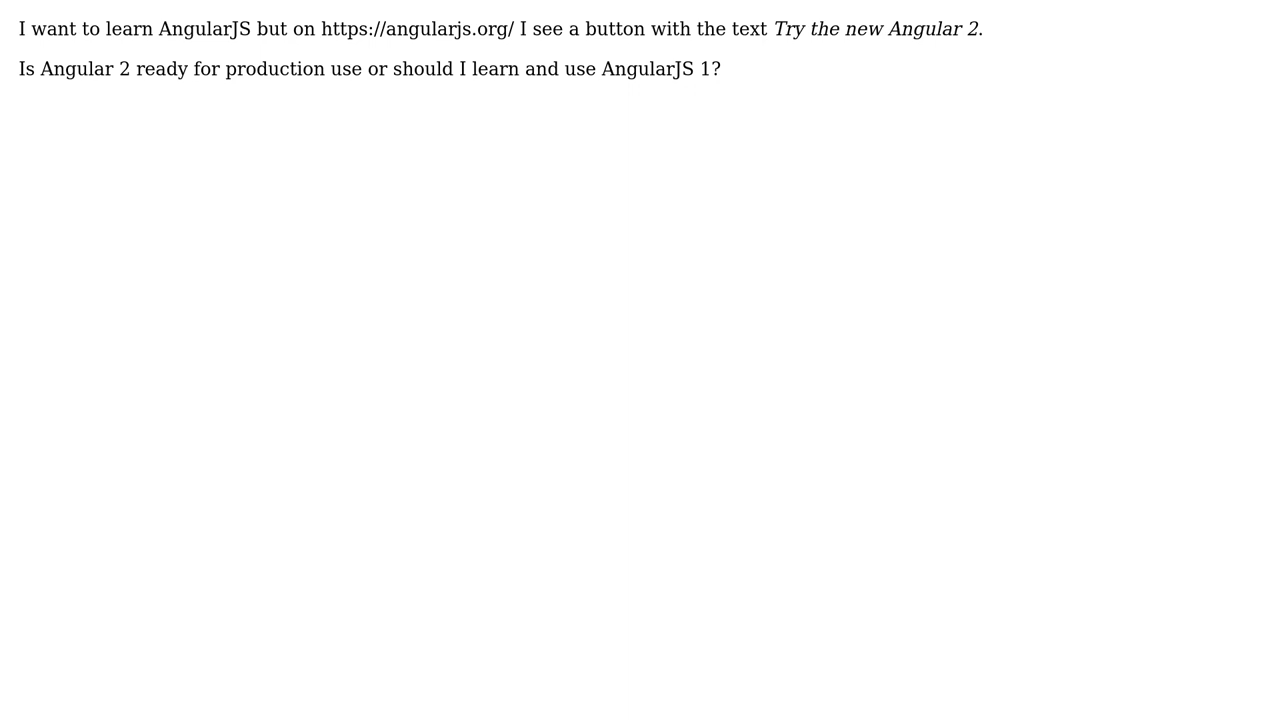 I want to learn AngularJS but on https://angularjs.org/ I see a button with the text Try the new Angular 2.
Is Angular 2 ready for production use or should I learn and use AngularJS 1?